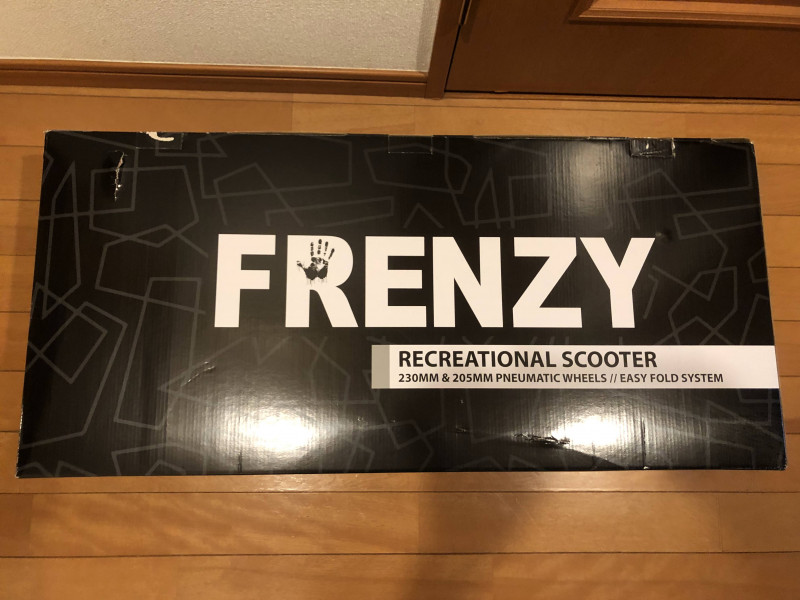 FRENZY
RECREATIONAL SCOOTER
230MM & 205MM PNEUMATIC WHEELS // EASY FOLD SYSTEM